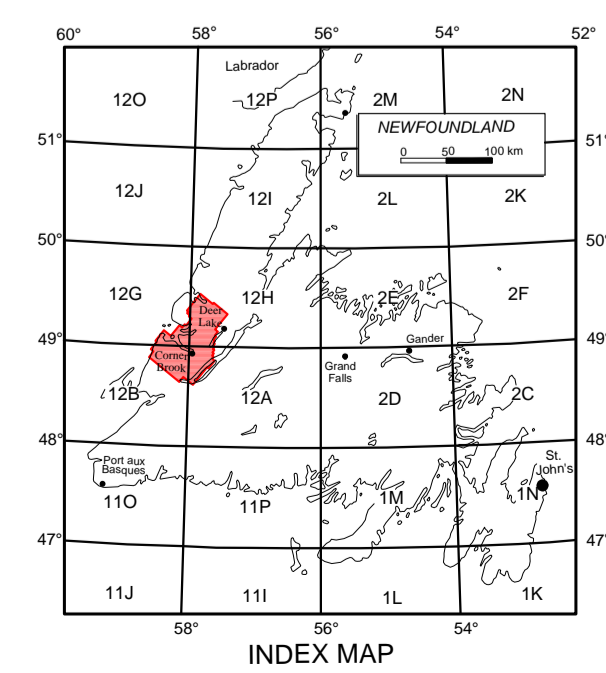 60° 58° 56° 54° 52°
Labrador
12O 12P 2M 2N
NEWFOUNDLAND
0 50 100 km
51° 51°
12J 12I 2L 2K
50° 50°
12G 12H 2E 2F
Deer
Lake
49° 49°
Corner
Brook
Gander
Grand
Falls
12B 12A 2D 2C
48° 48°
Port aux
Basques
St.
John's
11O 11P 1M 1N
47° 47°
11J 11I 1L 1K
58° 56° 54°
INDEX MAP